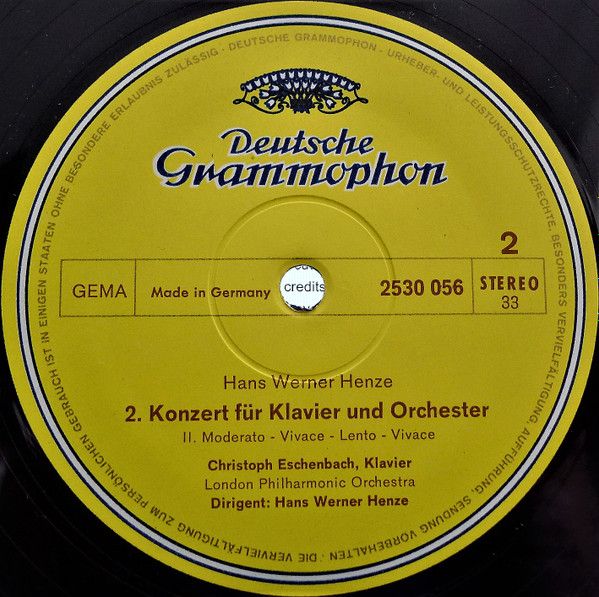 Deutsche
Grammophon
2
GEMA
Made in Germany
credits
2530 056
STEREO
33
Hans Werner Henze
2. Konzert für Klavier und Orchester
II. Moderato - Vivace - Lento - Vivace
Christoph Eschenbach, Klavier
London Philharmonic Orchestra
Dirigent: Hans Werner Henze
DEUTSCHE GRAMMOPHON - URHEBER- UND LEISTUNGSSCHUTZRECHTE, BESONDERS VERVIELFÄLTIGUNG, AUFFÜHRUNG, SENDUNG VORBEHALTEN · DIE VERVIELFÄLTIGUNG ZUM PERSÖNLICHEN GEBRAUCH IST IN EINIGEN STAATEN OHNE BESONDERE ERLAUBNIS ZULÄSSIG ·